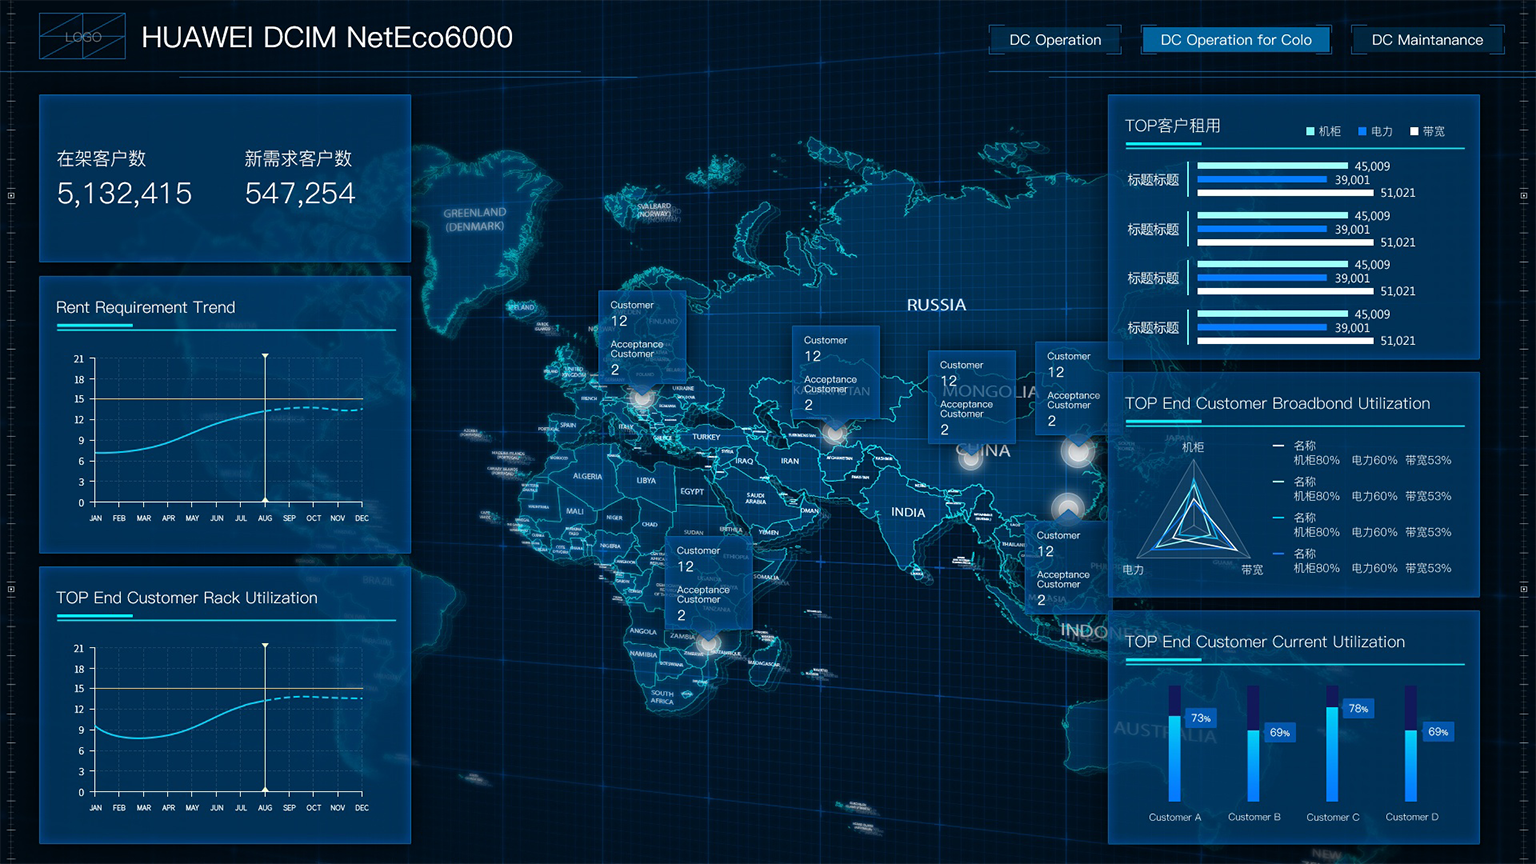 LOGO
HUAWEI DCIM NetEco6000
DC Operation
DC Operation for Colo
DC Maintanance
在架客户数
5,132,415
新需求客户数
547,254
Rent Requirement Trend
21
18
15
12
9
6
3
0
JAN FEB MAR APR MAY JUN JUL AUG SEP OCT NOV DEC
TOP End Customer Rack Utilization
21
18
15
12
9
6
3
0
JAN FEB MAR APR MAY JUN JUL AUG SEP OCT NOV DEC
GREENLAND
(DENMARK)
SVALBARD
(NORWAY)
RUSSIA
Customer
12
Acceptance
Customer
2
Customer
12
Acceptance
Customer
2
Customer
12
Acceptance
Customer
2
Customer
12
Acceptance
Customer
2
MONGOLIA
CHINA
UKRAINE
SPAIN
ITALY
TURKEY
IRAQ
IRAN
ALGERIA
LIBYA
EGYPT
SAUDI
ARABIA
OMAN
INDIA
MALI
NIGER
CHAD
SUDAN
YEMEN
NIGERIA
SOMALIA
Customer
12
Acceptance
Customer
2
Customer
12
Acceptance
Customer
2
TANZANIA
ANGOLA
ZAMBIA
NAMIBIA
MADAGASCAR
SOUTH
AFRICA
BRAZIL
THAILAND
AUSTRALIA
TOP客户租用
机柜 电力 带宽
标题标题
45,009
39,001
51,021
标题标题
45,009
39,001
51,021
标题标题
45,009
39,001
51,021
标题标题
45,009
39,001
51,021
TOP End Customer Broadbond Utilization
机柜
电力
带宽
名称
机柜80% 电力60% 带宽53%
名称
机柜80% 电力60% 带宽53%
名称
机柜80% 电力60% 带宽53%
名称
机柜80% 电力60% 带宽53%
TOP End Customer Current Utilization
73%
69%
78%
69%
Customer A
Customer B
Customer C
Customer D